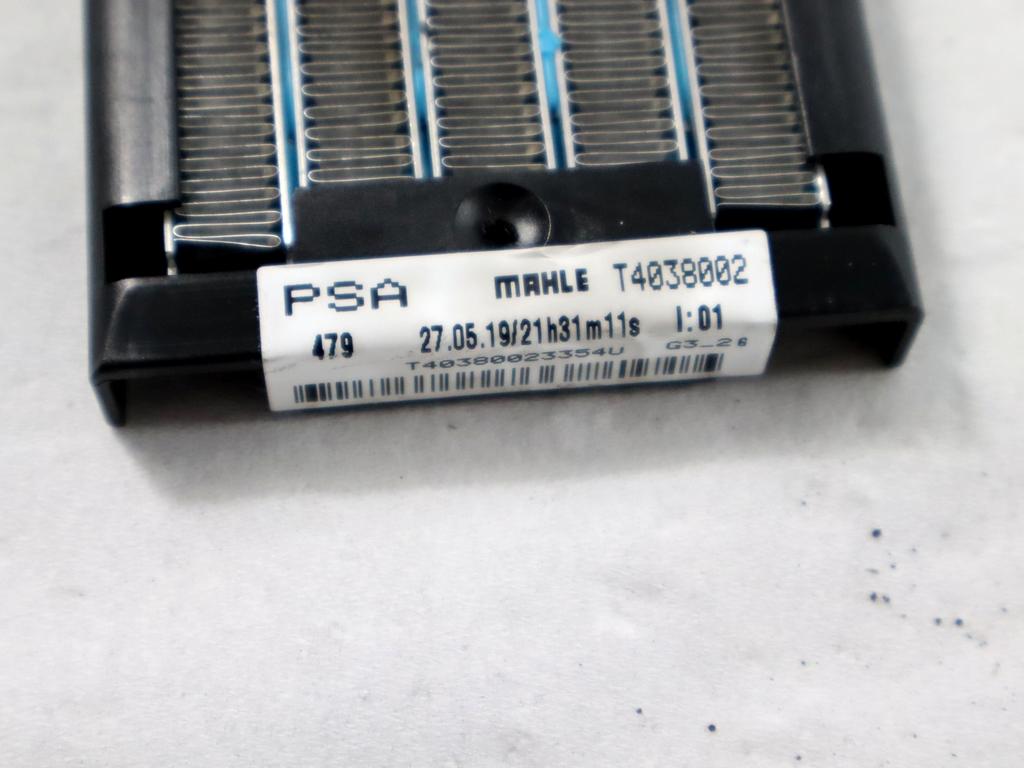 PSA MAHLE T4038002
479 27.05.19/21h31m11s I:01
T40380023354U G3_26